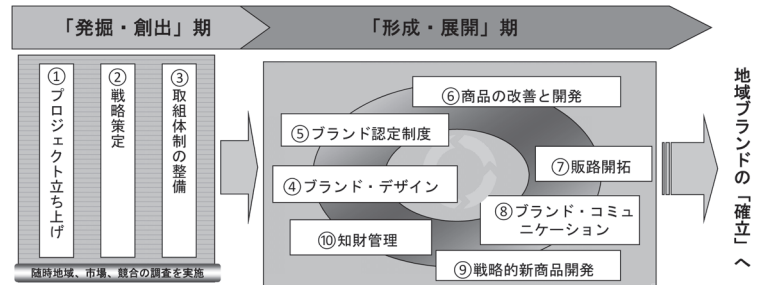 「発掘・創出」期
「形成・展開」期
①プロジェクト立ち上げ
②戦略策定
③取組体制の整備
随時地域、市場、競合の調査を実施
④ブランド・デザイン
⑤ブランド認定制度
⑥商品の改善と開発
⑦販路開拓
⑧ブランド・コミュ
ニケーション
⑨戦略的新商品開発
⑩知財管理
地域ブランドの「確立」へ